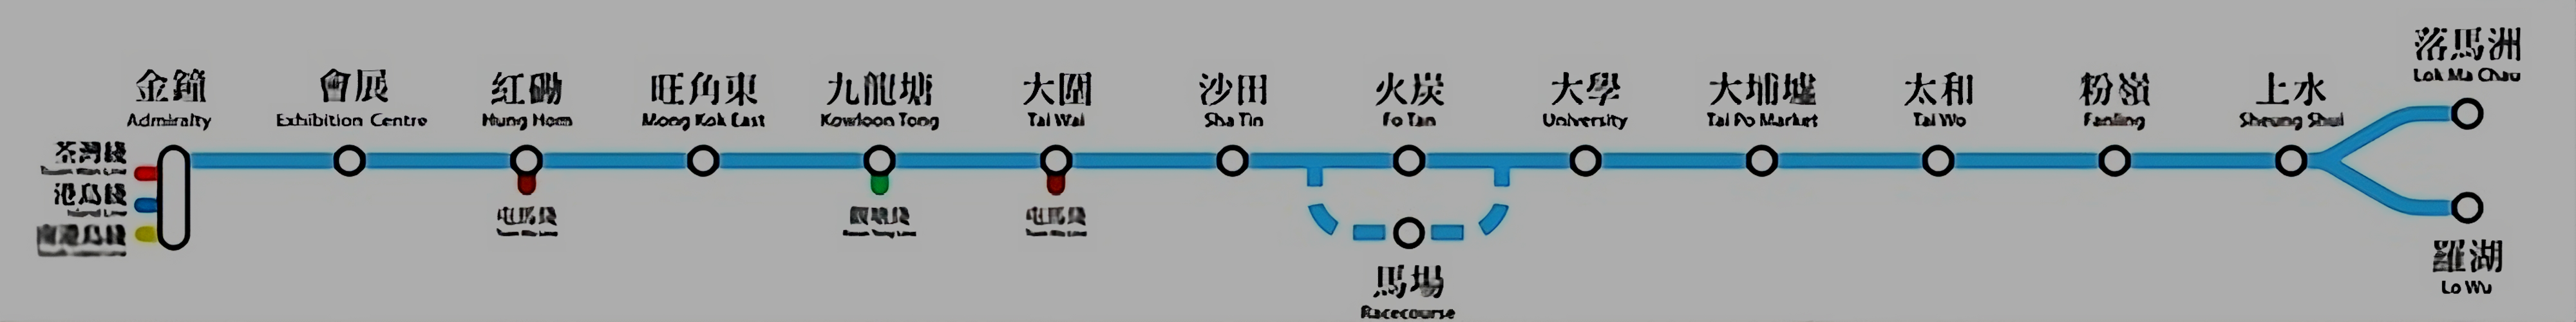 金鐘
Admiralty
會展
Exhibition Centre
紅磡
Hung Hom
旺角東
Mong Kok East
九龍塘
Kowloon Tong
大圍
Tai Wai
沙田
Sha Tin
火炭
Fo Tan
大學
University
大埔墟
Tai Po Market
太和
Tai Wo
粉嶺
Fanling
上水
Sheung Shui
落馬洲
Lok Ma Chau
羅湖
Lo Wu
馬場
Racecourse
荃灣綫
港島綫
南港島綫
屯馬綫
觀塘綫
屯馬綫